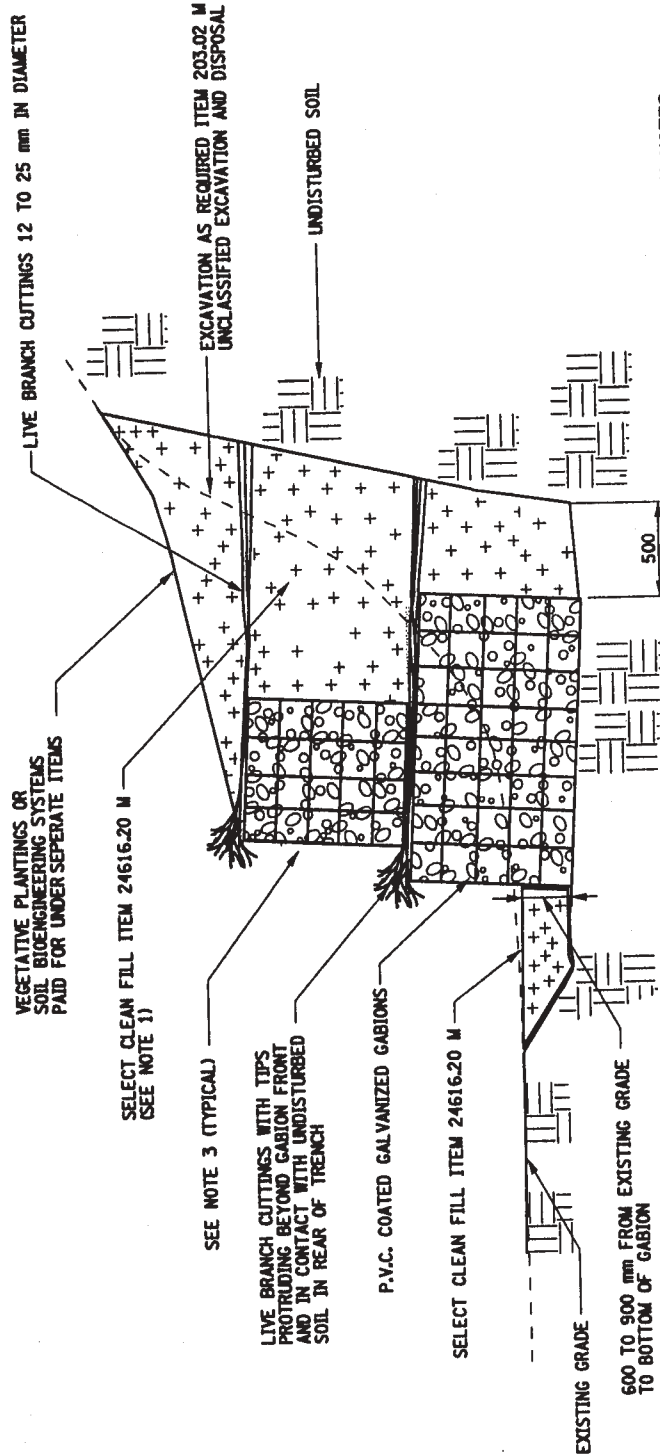 LIVE BRANCH CUTTINGS 12 TO 25 mm IN DIAMETER
EXCAVATION AS REQUIRED ITEM 203.02 M
UNCLASSIFIED EXCAVATION AND DISPOSAL
UNDISTURBED SOIL
VEGETATIVE PLANTINGS OR
SOIL BIOENGINEERING SYSTEMS
PAID FOR UNDER SEPERATE ITEMS
SELECT CLEAN FILL ITEM 24616.20 M
(SEE NOTE 1)
SEE NOTE 3 (TYPICAL)
LIVE BRANCH CUTTINGS WITH TIPS
PROTRUDING BEYOND GABION FRONT
AND IN CONTACT WITH UNDISTURBED
SOIL IN REAR OF TRENCH
P.V.C. COATED GALVANIZED GABIONS
SELECT CLEAN FILL ITEM 24616.20 M
500
EXISTING GRADE
600 TO 900 mm FROM EXISTING GRADE
TO BOTTOM OF GABION